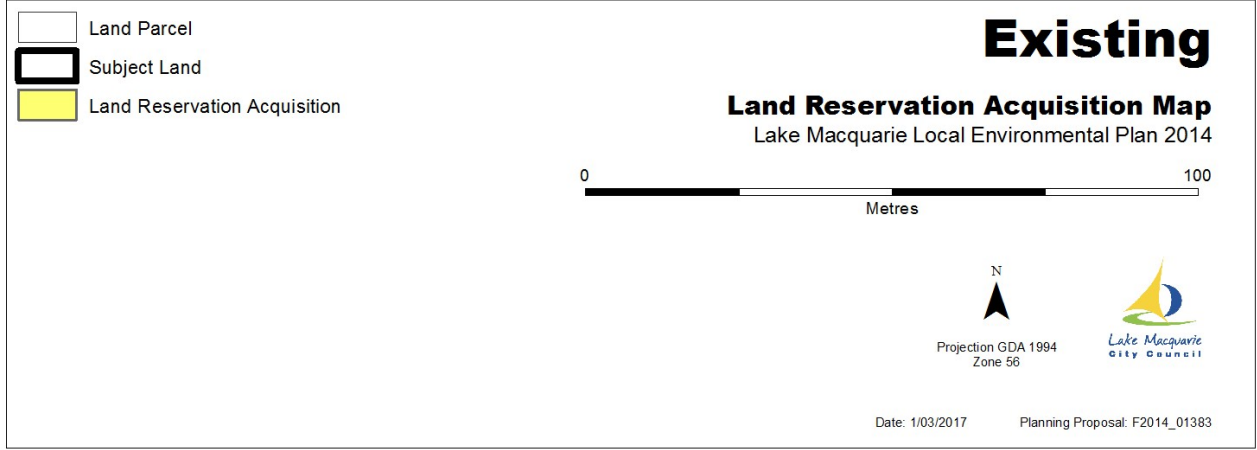 Land Parcel
Subject Land
Land Reservation Acquisition
Existing
Land Reservation Acquisition Map
Lake Macquarie Local Environmental Plan 2014
0 100
Metres
N
Projection GDA 1994
Zone 56
Lake Macquarie
City Council
Date: 1/03/2017 Planning Proposal: F2014_01383